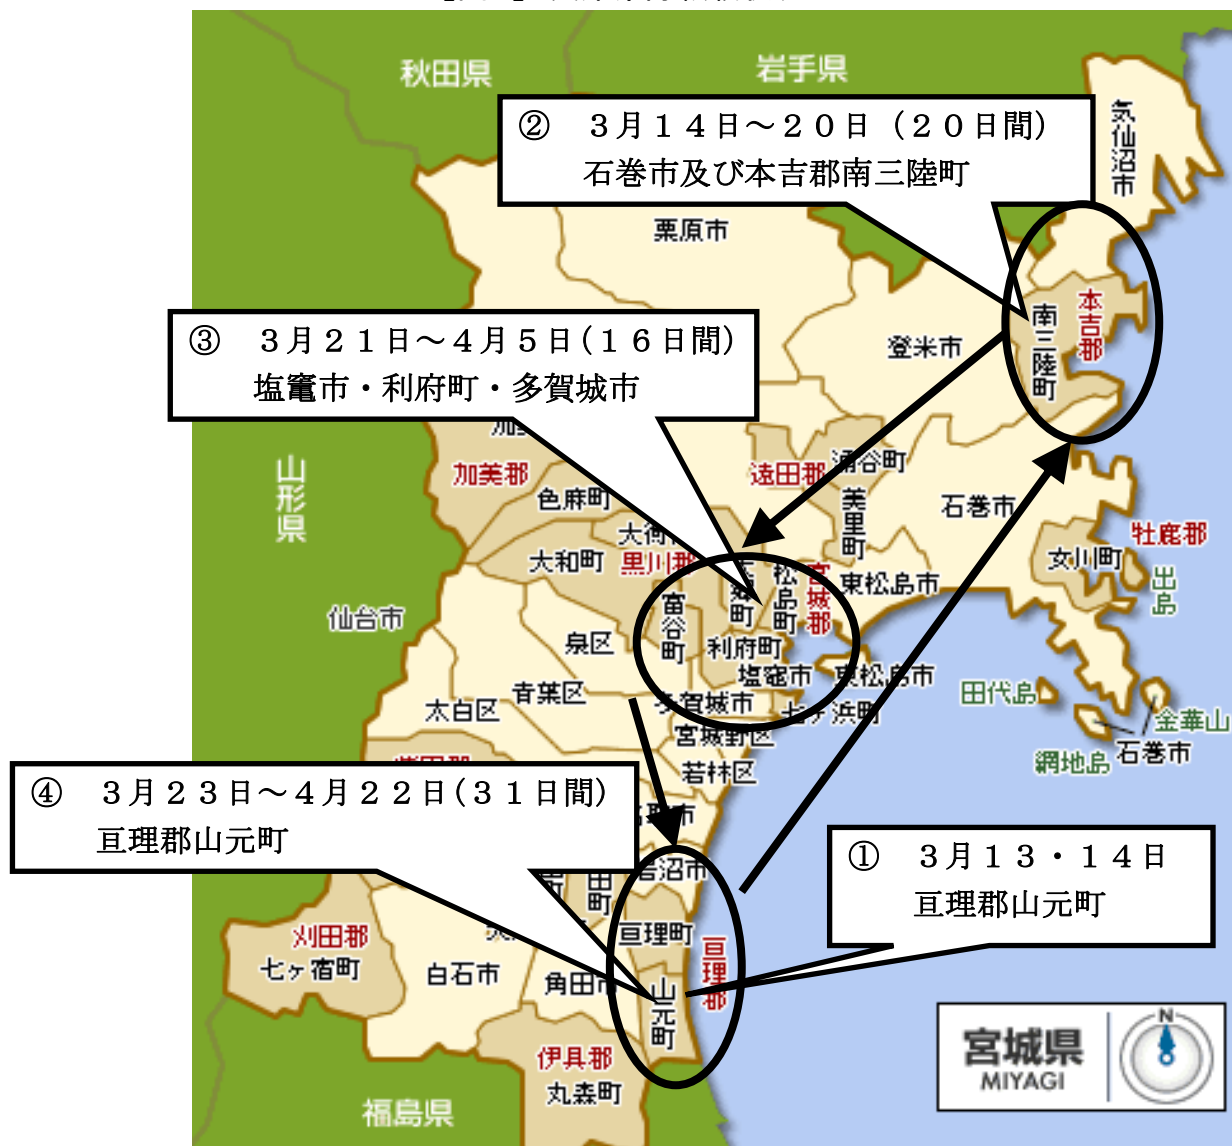 秋田県
岩手県
② 3月14日～20日（20日間）
石巻市及び本吉郡南三陸町
気仙沼市
栗原市
③ 3月21日～4月5日(16日間)
塩竈市・利府町・多賀城市
登米市
南三陸町
本吉郡
加美郡
色麻町
遠田郡
涌谷町
美里町
石巻市
女川町
牡鹿郡
出島
山形県
大和町
黒川郡
富谷町
松島町
宮城郡
東松島市
仙台市
泉区
利府町
塩竈市
東松島市
青葉区
太白区
多賀城市
七ヶ浜町
宮城野区
若林区
田代島
金華山
網地島
石巻市
④ 3月23日～4月22日(31日間)
亘理郡山元町
① 3月13・14日
亘理郡山元町
岩沼市
亘理町
亘理郡
山元町
刈田郡
七ヶ宿町
白石市
角田市
伊具郡
丸森町
福島県
宮城県
MIYAGI
N